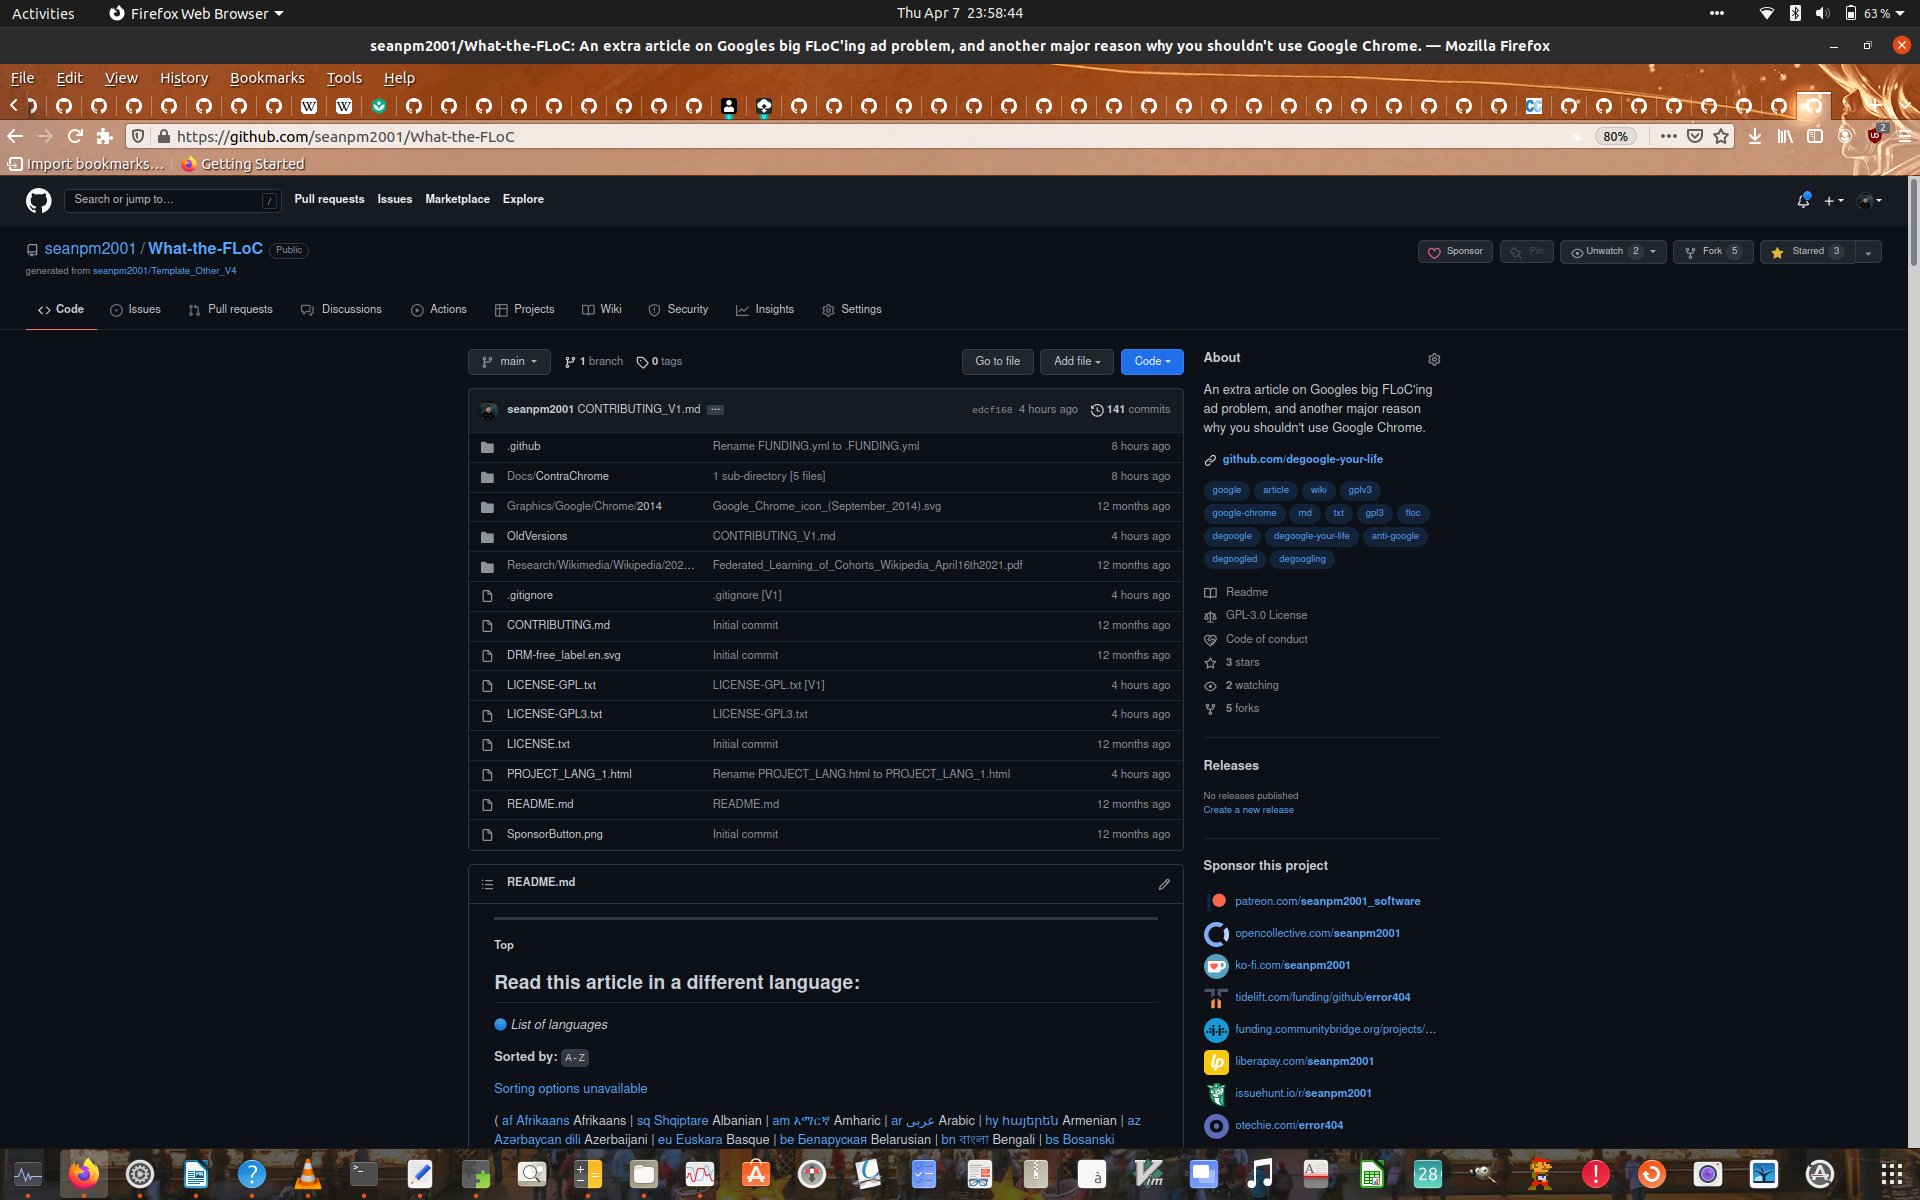 Activities Firefox Web Browser Thu Apr 7 23:58:44 63 %
seanpm2001/What-the-FLoC: An extra article on Googles big FLoC'ing ad problem, and another major reason why you shouldn't use Google Chrome. — Mozilla Firefox
File Edit View History Bookmarks Tools Help
https://github.com/seanpm2001/What-the-FLoC 80% 2
Import bookmarks... Getting Started
Search or jump to... / Pull requests Issues Marketplace Explore
seanpm2001 / What-the-FLoC Public Sponsor Pin Unwatch 2 Fork 5 Starred 3
generated from seanpm2001/Template_Other_V4
Code Issues Pull requests Discussions Actions Projects Wiki Security Insights Settings
main 1 branch 0 tags Go to file Add file Code
seanpm2001 CONTRIBUTING_V1.md edcf168 4 hours ago 141 commits
.github Rename FUNDING.yml to .FUNDING.yml 8 hours ago
Docs/ContraChrome 1 sub-directory [5 files] 8 hours ago
Graphics/Google/Chrome/2014 Google_Chrome_icon_(September_2014).svg 12 months ago
OldVersions CONTRIBUTING_V1.md 4 hours ago
Research/Wikimedia/Wikipedia/202... Federated_Learning_of_Cohorts_Wikipedia_April16th2021.pdf 12 months ago
.gitignore .gitignore [V1] 4 hours ago
CONTRIBUTING.md Initial commit 12 months ago
DRM-free_label.en.svg Initial commit 12 months ago
LICENSE-GPL.txt LICENSE-GPL.txt [V1] 4 hours ago
LICENSE-GPL3.txt LICENSE-GPL3.txt 4 hours ago
LICENSE.txt Initial commit 12 months ago
PROJECT_LANG_1.html Rename PROJECT_LANG.html to PROJECT_LANG_1.html 4 hours ago
README.md README.md 12 months ago
SponsorButton.png Initial commit 12 months ago
README.md
Top
Read this article in a different language:
List of languages
Sorted by: A-Z
Sorting options unavailable
( af Afrikaans Afrikaans | sq Shqiptare Albanian | am አማርኛ Amharic | ar عربى Arabic | hy հայերեն Armenian | az
Azərbaycan dili Azerbaijani | eu Euskara Basque | be Беларуская Belarusian | bn বাংলা Bengali | bs Bosanski
About
An extra article on Googles big FLoC'ing
ad problem, and another major reason
why you shouldn't use Google Chrome.
github.com/degoogle-your-life
google article wiki gplv3
google-chrome md txt gpl3 floc
degoogle degoogle-your-life anti-google
degoogled degoogling
Readme
GPL-3.0 License
Code of conduct
3 stars
2 watching
5 forks
Releases
No releases published
Create a new release
Sponsor this project
patreon.com/seanpm2001_software
opencollective.com/seanpm2001
ko-fi.com/seanpm2001
tidelift.com/funding/github/error404
funding.communitybridge.org/projects/...
lp liberapay.com/seanpm2001
issuehunt.io/r/seanpm2001
otechie.com/error404
28